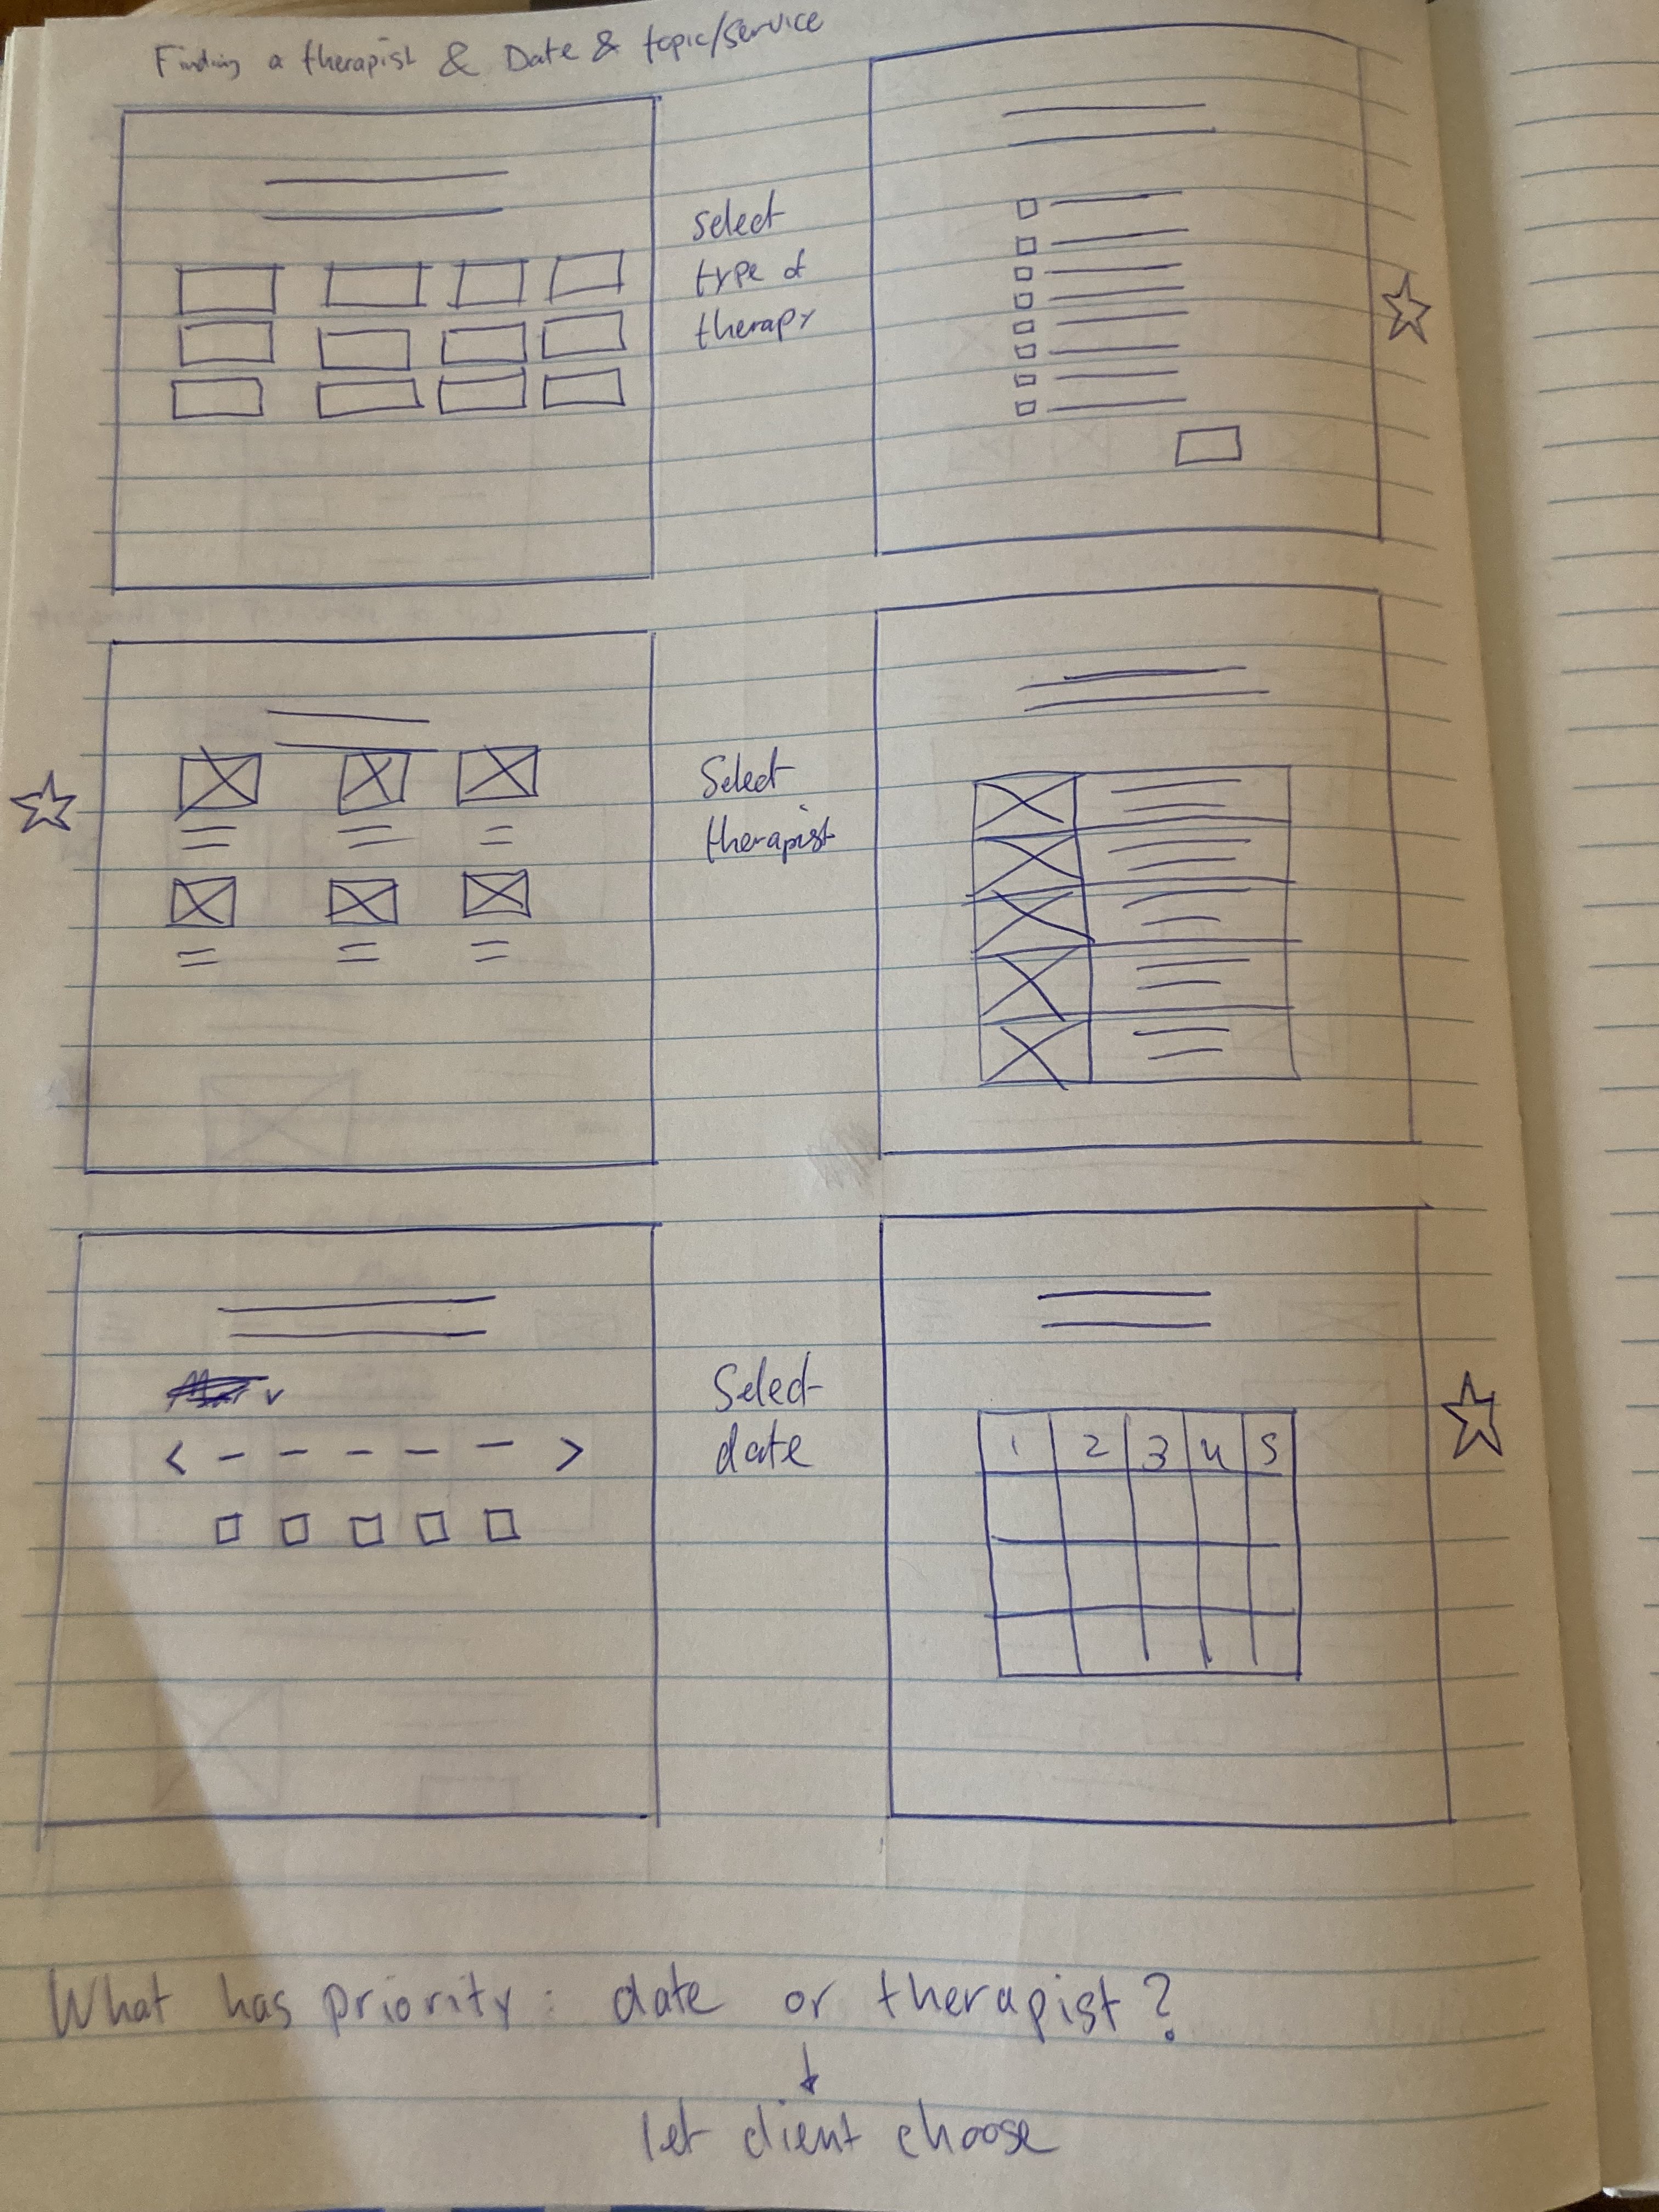 Finding a therapist & Date & topic/service
select
type of
therapy
Select
therapist
Select
date
< >
1 2 3 4 5
What has priority: date or therapist?
let client choose